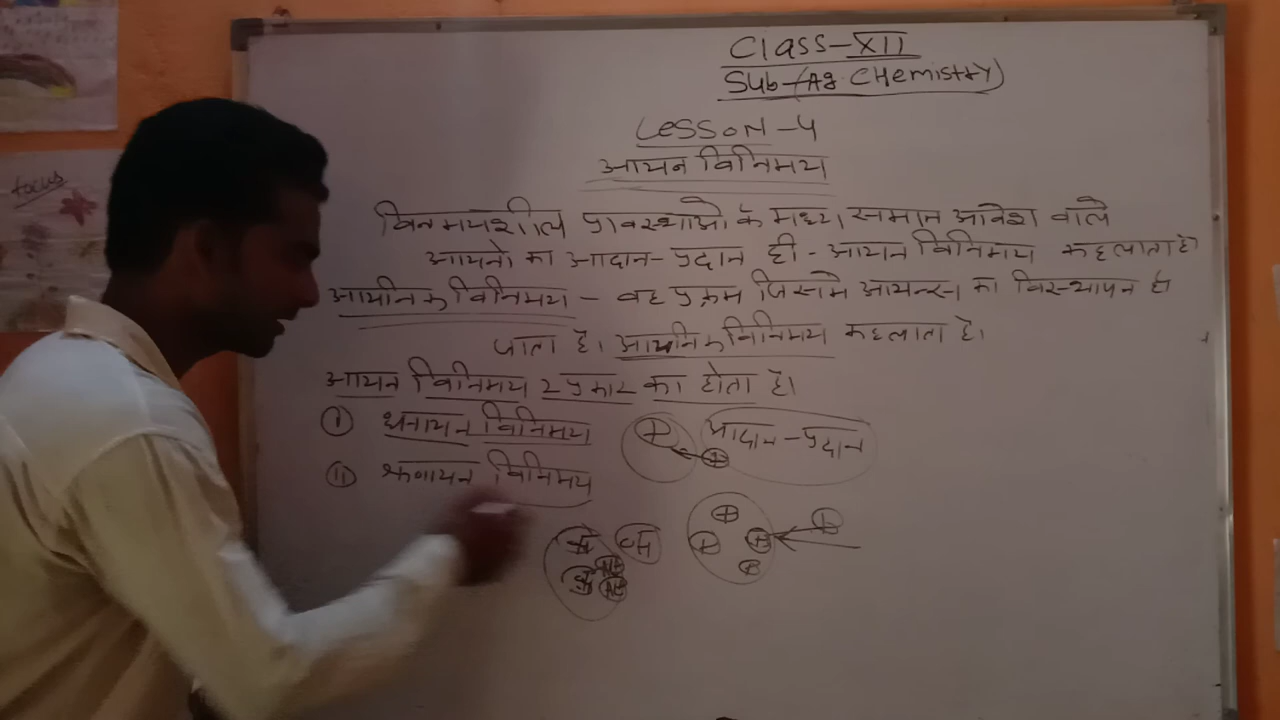 focus
Class-XII
Sub-(Ag. CHemistry)
LESSON-4
आयन विनिमय
विनमयशील प्रावस्थाओ के मध्य समान आवेश वाले
आयनो का आदान-प्रदान ही - आयन विनिमय कहलाता है
आयनिक विनिमय - वह प्रक्रम जिसमे आयन्स का विस्थापन हो
जाता है। आयनिक विनिमय कहलाता है।
आयन विनिमय 2 प्रकार का होता है।
(I) धनायन विनिमय
+ आदान-प्रदान
+
(II) ऋणायन विनिमय
+ + + + +